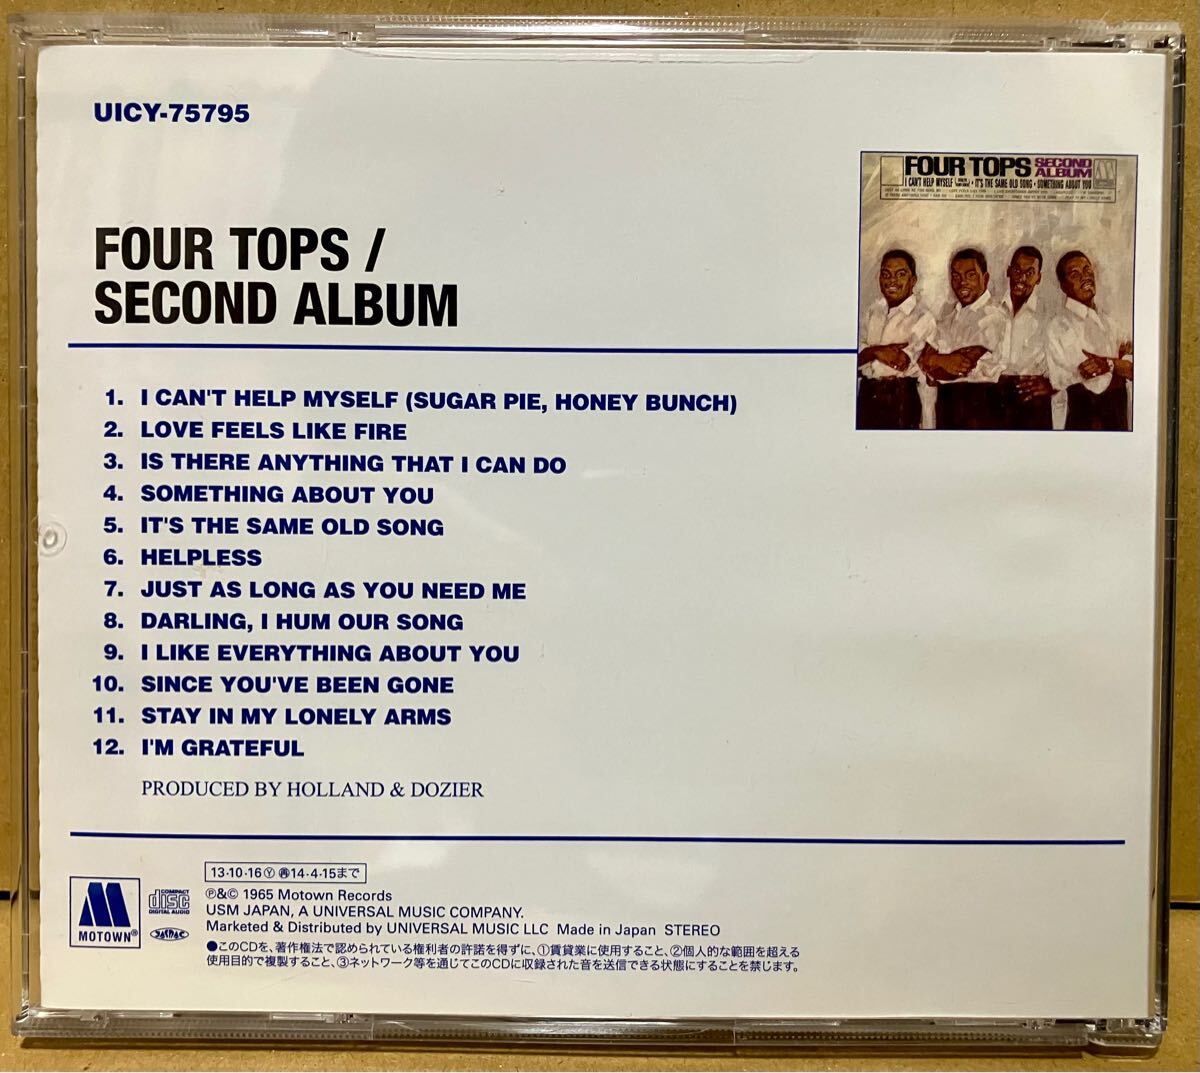 UICY-75795
FOUR TOPS SECOND ALBUM
I CAN'T HELP MYSELF • IT'S THE SAME OLD SONG • SOMETHING ABOUT YOU
FOUR TOPS /
SECOND ALBUM
1. I CAN'T HELP MYSELF (SUGAR PIE, HONEY BUNCH)
2. LOVE FEELS LIKE FIRE
3. IS THERE ANYTHING THAT I CAN DO
4. SOMETHING ABOUT YOU
5. IT'S THE SAME OLD SONG
6. HELPLESS
7. JUST AS LONG AS YOU NEED ME
8. DARLING, I HUM OUR SONG
9. I LIKE EVERYTHING ABOUT YOU
10. SINCE YOU'VE BEEN GONE
11. STAY IN MY LONELY ARMS
12. I'M GRATEFUL
PRODUCED BY HOLLAND & DOZIER
13·10·16Ⓨ㊢14·4·15まで
℗&© 1965 Motown Records
USM JAPAN, A UNIVERSAL MUSIC COMPANY.
Marketed & Distributed by UNIVERSAL MUSIC LLC Made in Japan STEREO
●このCDを、著作権法で認められている権利者の許諾を得ずに、①賃貸業に使用すること、②個人的な範囲を超える
使用目的で複製すること、③ネットワーク等を通じてこのCDに収録された音を送信できる状態にすることを禁じます。
MOTOWN®
COMPACT
disc
DIGITAL AUDIO
JASRAC